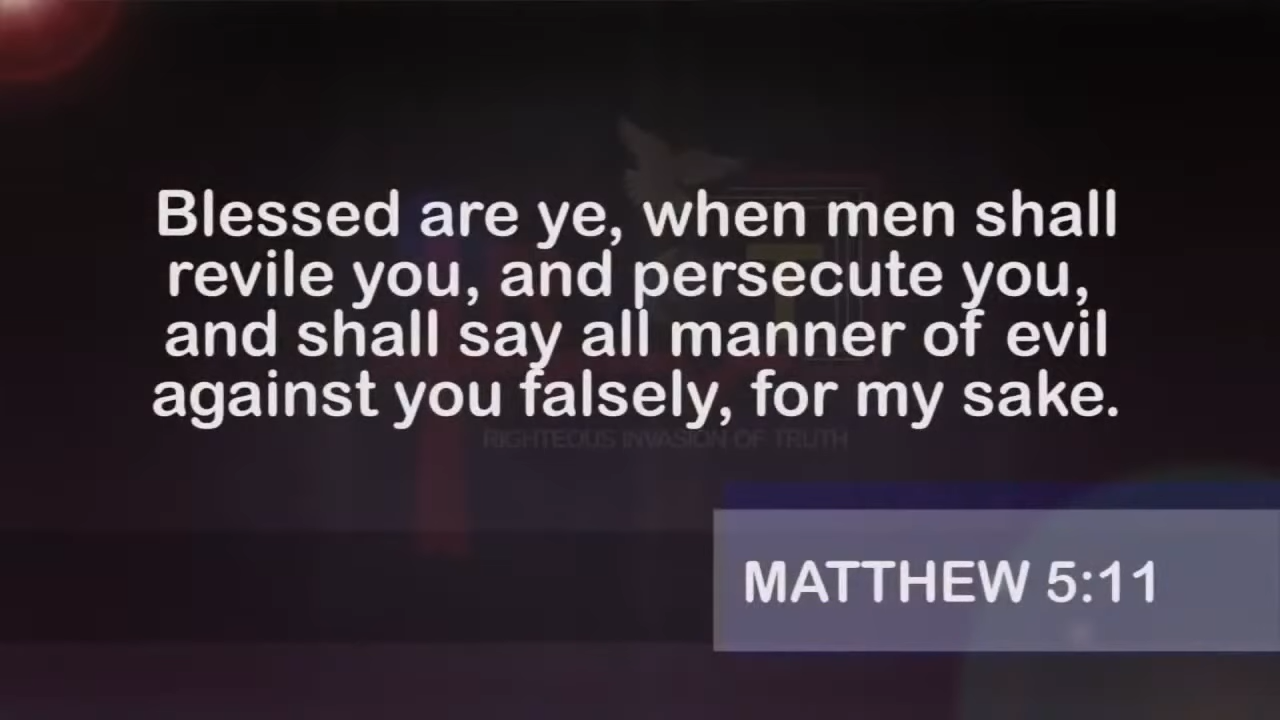 Blessed are ye, when men shall
revile you, and persecute you,
and shall say all manner of evil
against you falsely, for my sake.
RIGHTEOUS INVASION OF TRUTH
MATTHEW 5:11